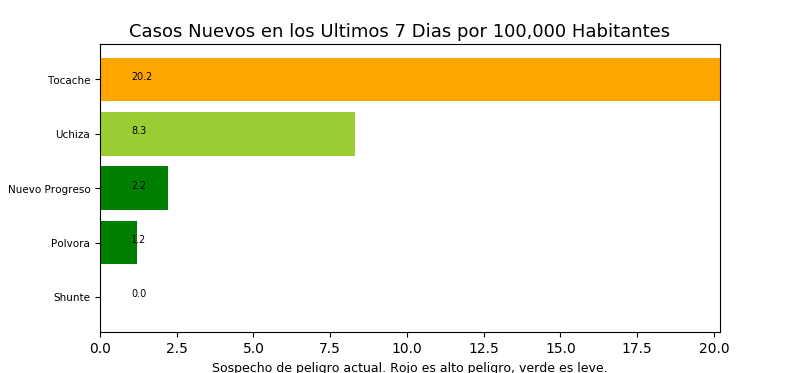 Casos Nuevos en los Ultimos 7 Dias por 100,000 Habitantes
Tocache 20.2
Uchiza 8.3
Nuevo Progreso 2.2
Polvora 1.2
Shunte 0.0
0.0 2.5 5.0 7.5 10.0 12.5 15.0 17.5 20.0
Sospecho de peligro actual. Rojo es alto peligro, verde es leve.